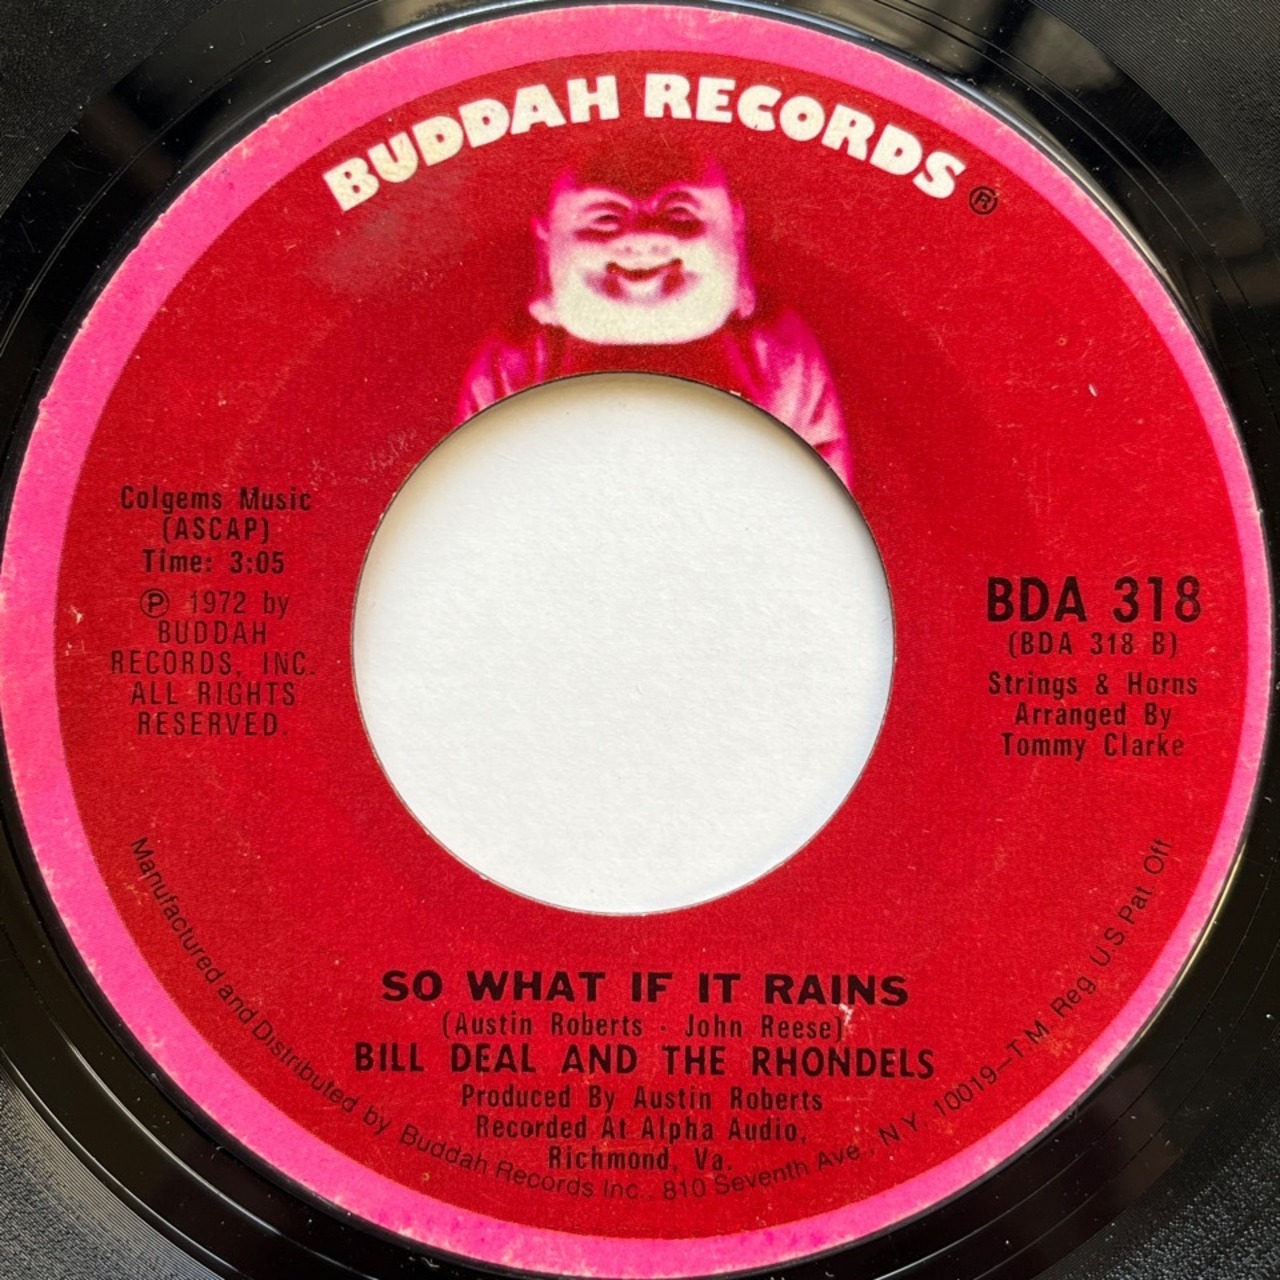 BUDDAH RECORDS ®
Colgems Music
(ASCAP)
Time: 3:05
℗ 1972 by
BUDDAH
RECORDS, INC.
ALL RIGHTS
RESERVED.
BDA 318
(BDA 318 B)
Strings & Horns
Arranged By
Tommy Clarke
SO WHAT IF IT RAINS
(Austin Roberts · John Reese)
BILL DEAL AND THE RHONDELS
Produced By Austin Roberts
Recorded At Alpha Audio,
Richmond, Va.
Manufactured and Distributed by Buddah Records Inc., 810 Seventh Ave., N.Y. 10019—T.M. Reg. U.S. Pat. Off